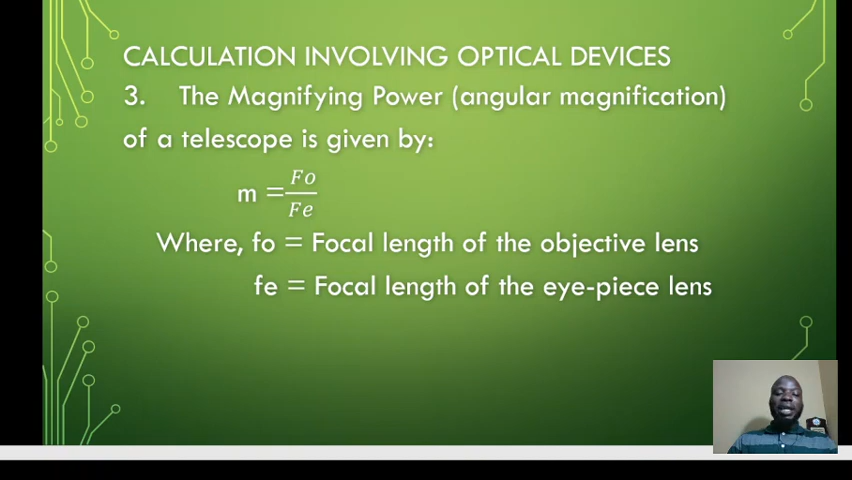 CALCULATION INVOLVING OPTICAL DEVICES
3. The Magnifying Power (angular magnification)
of a telescope is given by:
m = Fo/Fe
Where, fo = Focal length of the objective lens
fe = Focal length of the eye-piece lens